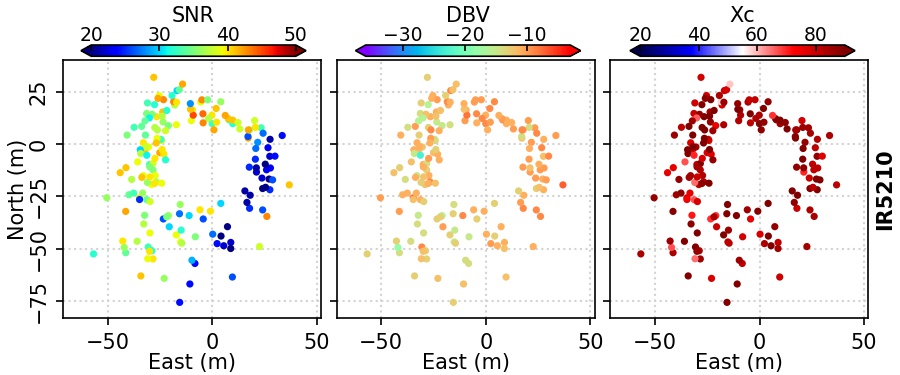 SNR DBV Xc
20 30 40 50 −30 −20 −10 20 40 60 80
25
0
−25
−50
−75
North (m)
IR5210
−50 0 50 −50 0 50 −50 0 50
East (m) East (m) East (m)